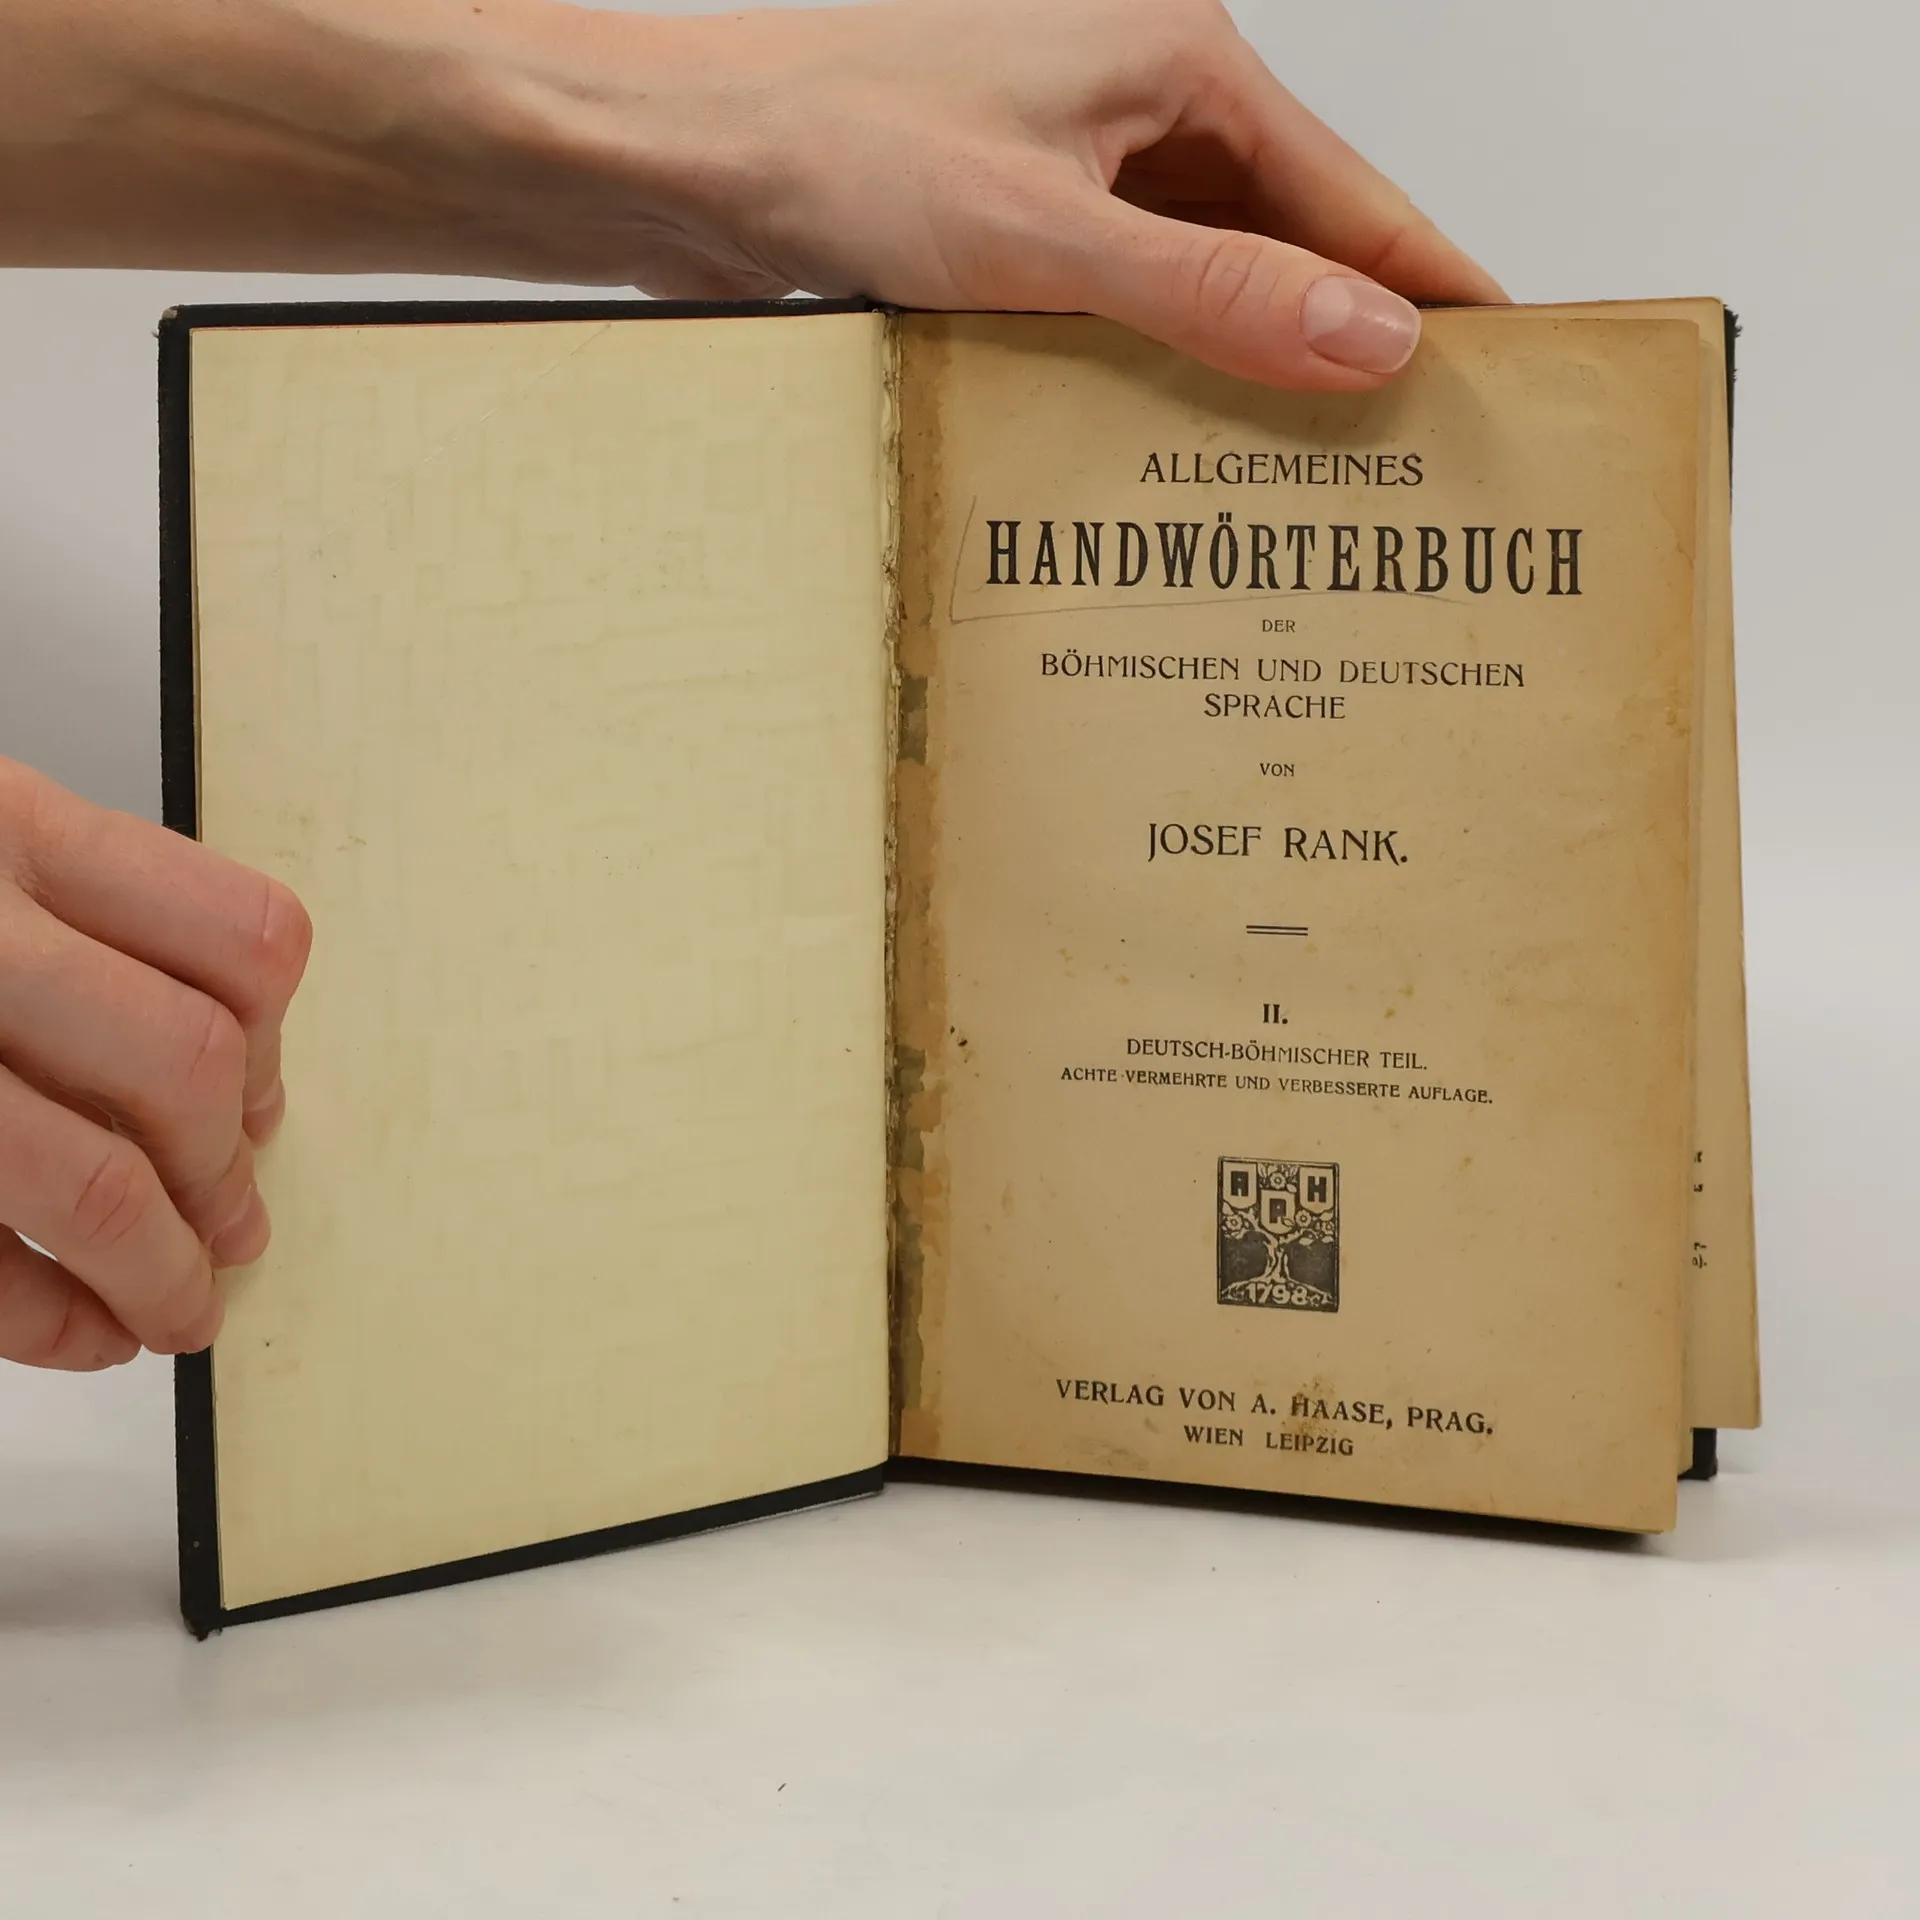 ALLGEMEINES
HANDWÖRTERBUCH
DER
BÖHMISCHEN UND DEUTSCHEN
SPRACHE
VON
JOSEF RANK.
II.
DEUTSCH-BÖHMISCHER TEIL.
ACHTE VERMEHRTE UND VERBESSERTE AUFLAGE.
A A H
1798
VERLAG VON A. HAASE, PRAG.
WIEN LEIPZIG